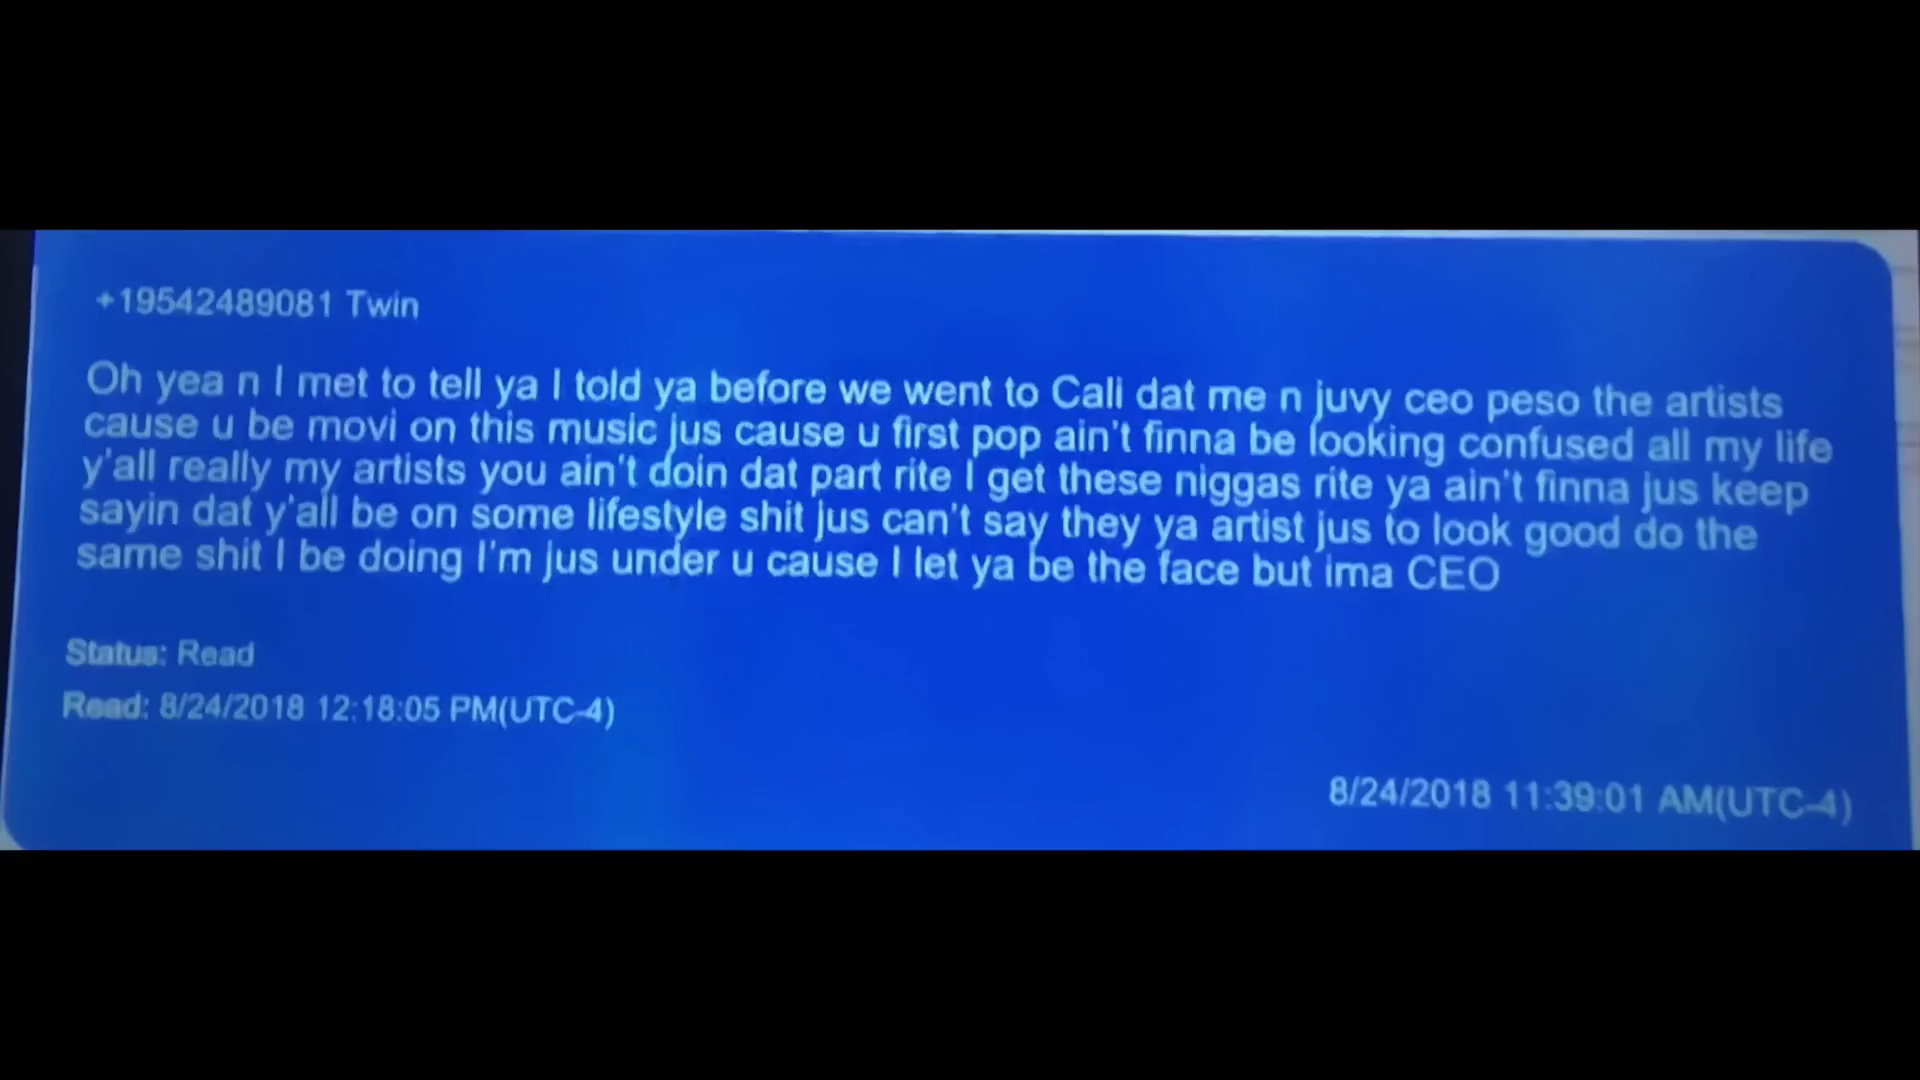 +19542489081 Twin
Oh yea n I met to tell ya I told ya before we went to Cali dat me n juvy ceo peso the artists
cause u be movi on this music jus cause u first pop ain't finna be looking confused all my life
y'all really my artists you ain't doin dat part rite I get these niggas rite ya ain't finna jus keep
sayin dat y'all be on some lifestyle shit jus can't say they ya artist jus to look good do the
same shit I be doing I'm jus under u cause I let ya be the face but ima CEO
Status: Read
Read: 8/24/2018 12:18:05 PM(UTC-4)
8/24/2018 11:39:01 AM(UTC-4)